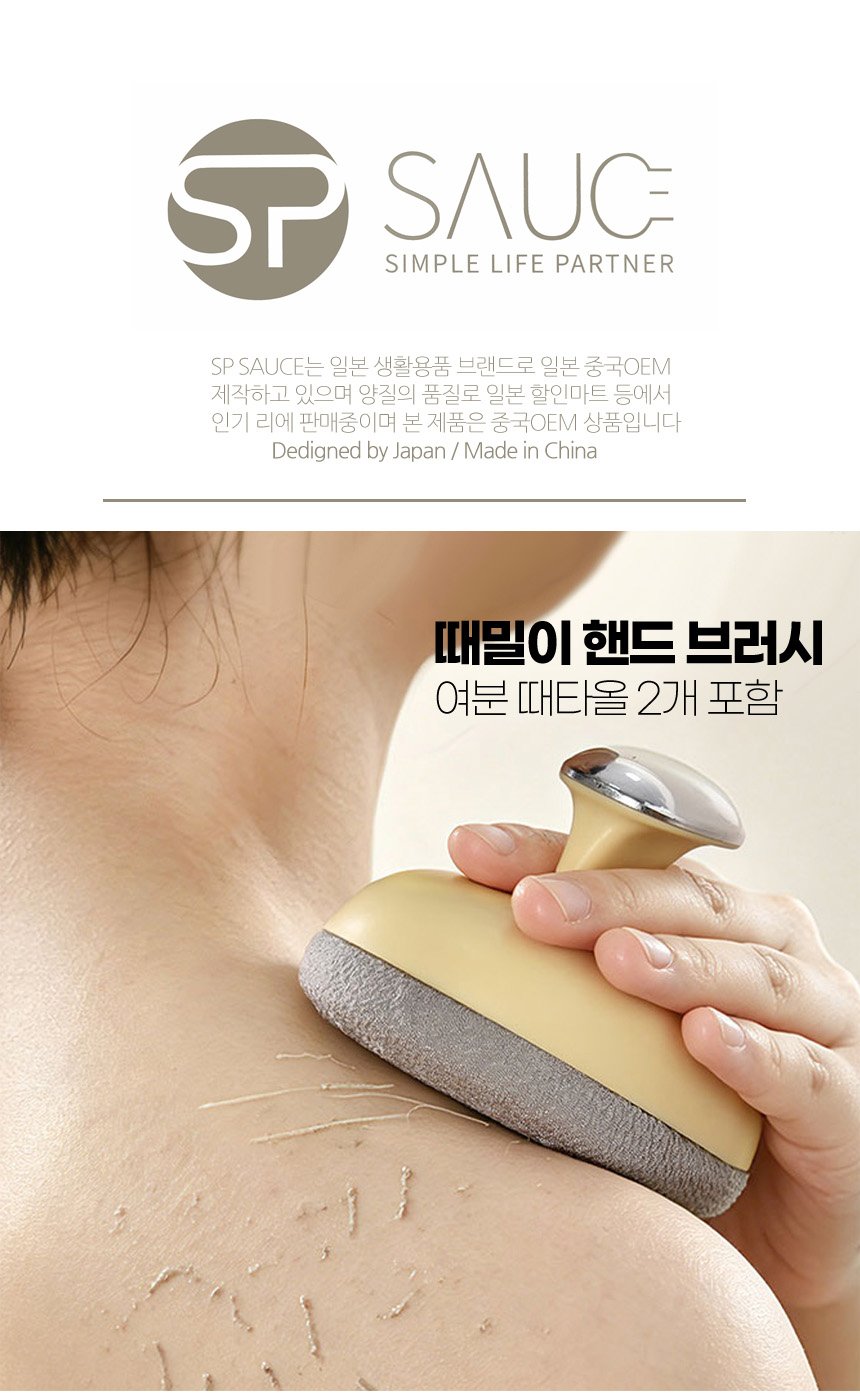 SP SAUCE
SIMPLE LIFE PARTNER
SP SAUCE는 일본 생활용품 브랜드로 일본 중국OEM
제작하고 있으며 양질의 품질로 일본 할인마트 등에서
인기 리에 판매중이며 본 제품은 중국OEM 상품입니다
Dedigned by Japan / Made in China
때밀이 핸드 브러시
여분 때타올 2개 포함